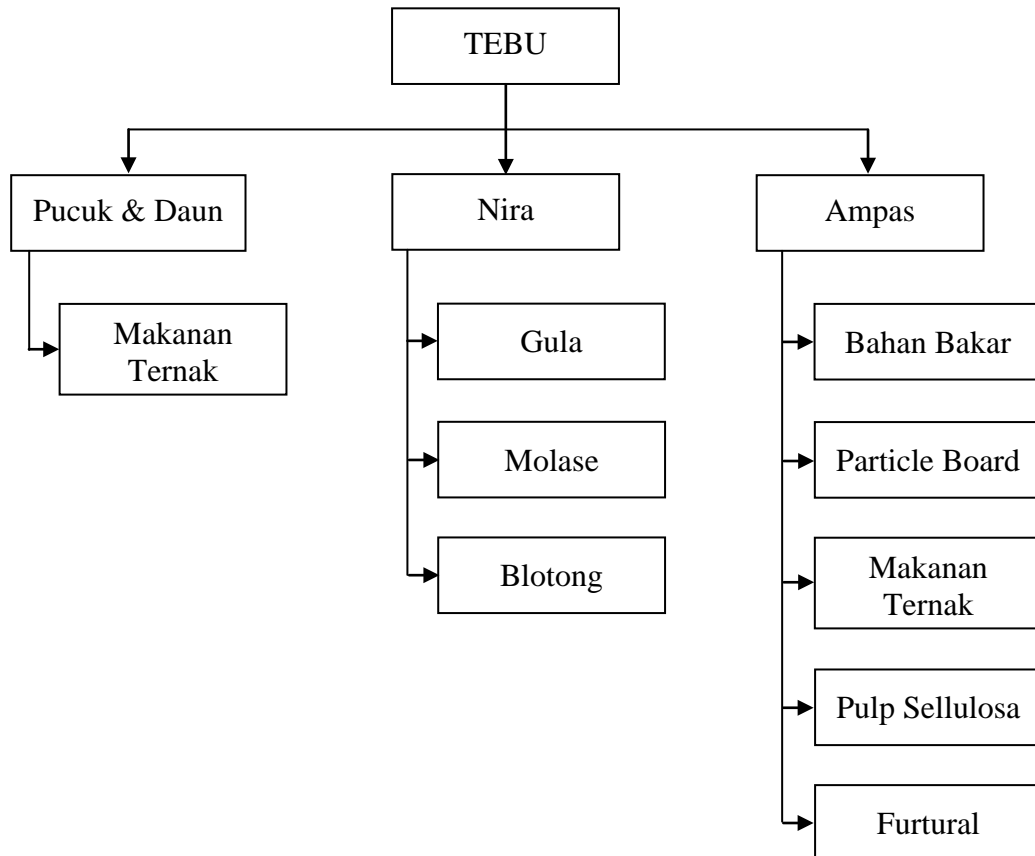 TEBU
Pucuk & Daun
Nira
Ampas
Makanan
Ternak
Gula
Molase
Blotong
Bahan Bakar
Particle Board
Makanan
Ternak
Pulp Sellulosa
Furtural